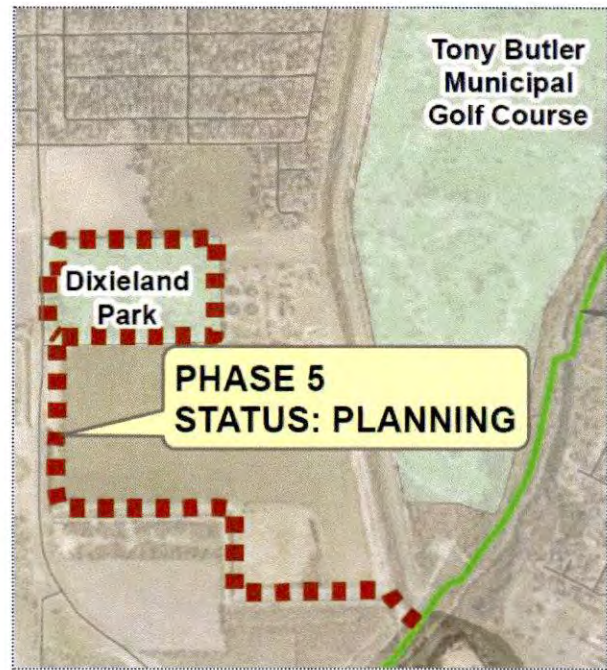 Tony Butler
Municipal
Golf Course
Dixieland
Park
PHASE 5
STATUS: PLANNING